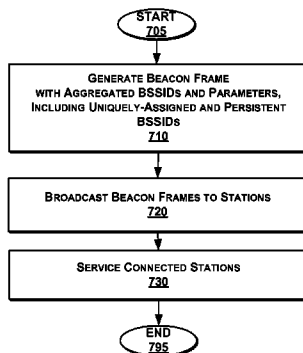 START
705
GENERATE BEACON FRAME
WITH AGGREGATED BSSIDS AND PARAMETERS,
INCLUDING UNIQUELY-ASSIGNED AND PERSISTENT
BSSIDS
710
BROADCAST BEACON FRAMES TO STATIONS
720
SERVICE CONNECTED STATIONS
730
END
795